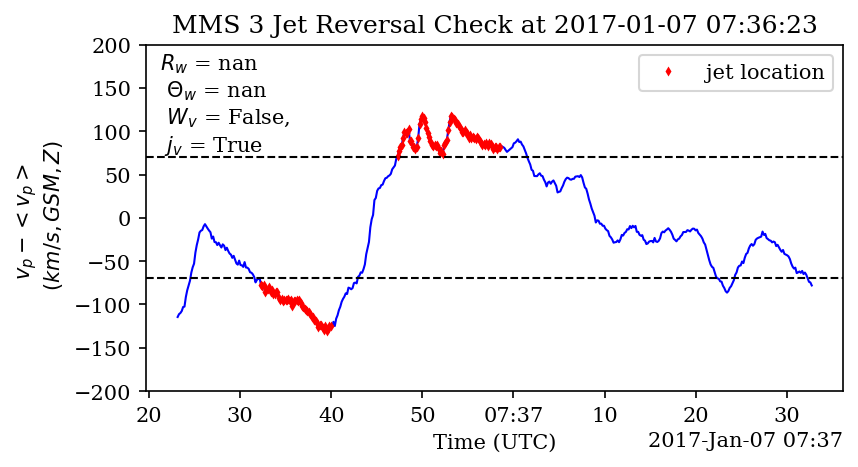 MMS 3 Jet Reversal Check at 2017-01-07 07:36:23
R_w = nan
Θ_w = nan
W_v = False,
j_v = True
jet location
v_p − < v_p >
(km/s, GSM, Z)
200
150
100
50
0
−50
−100
−150
−200
20 30 40 50 07:37 10 20 30
Time (UTC)
2017-Jan-07 07:37